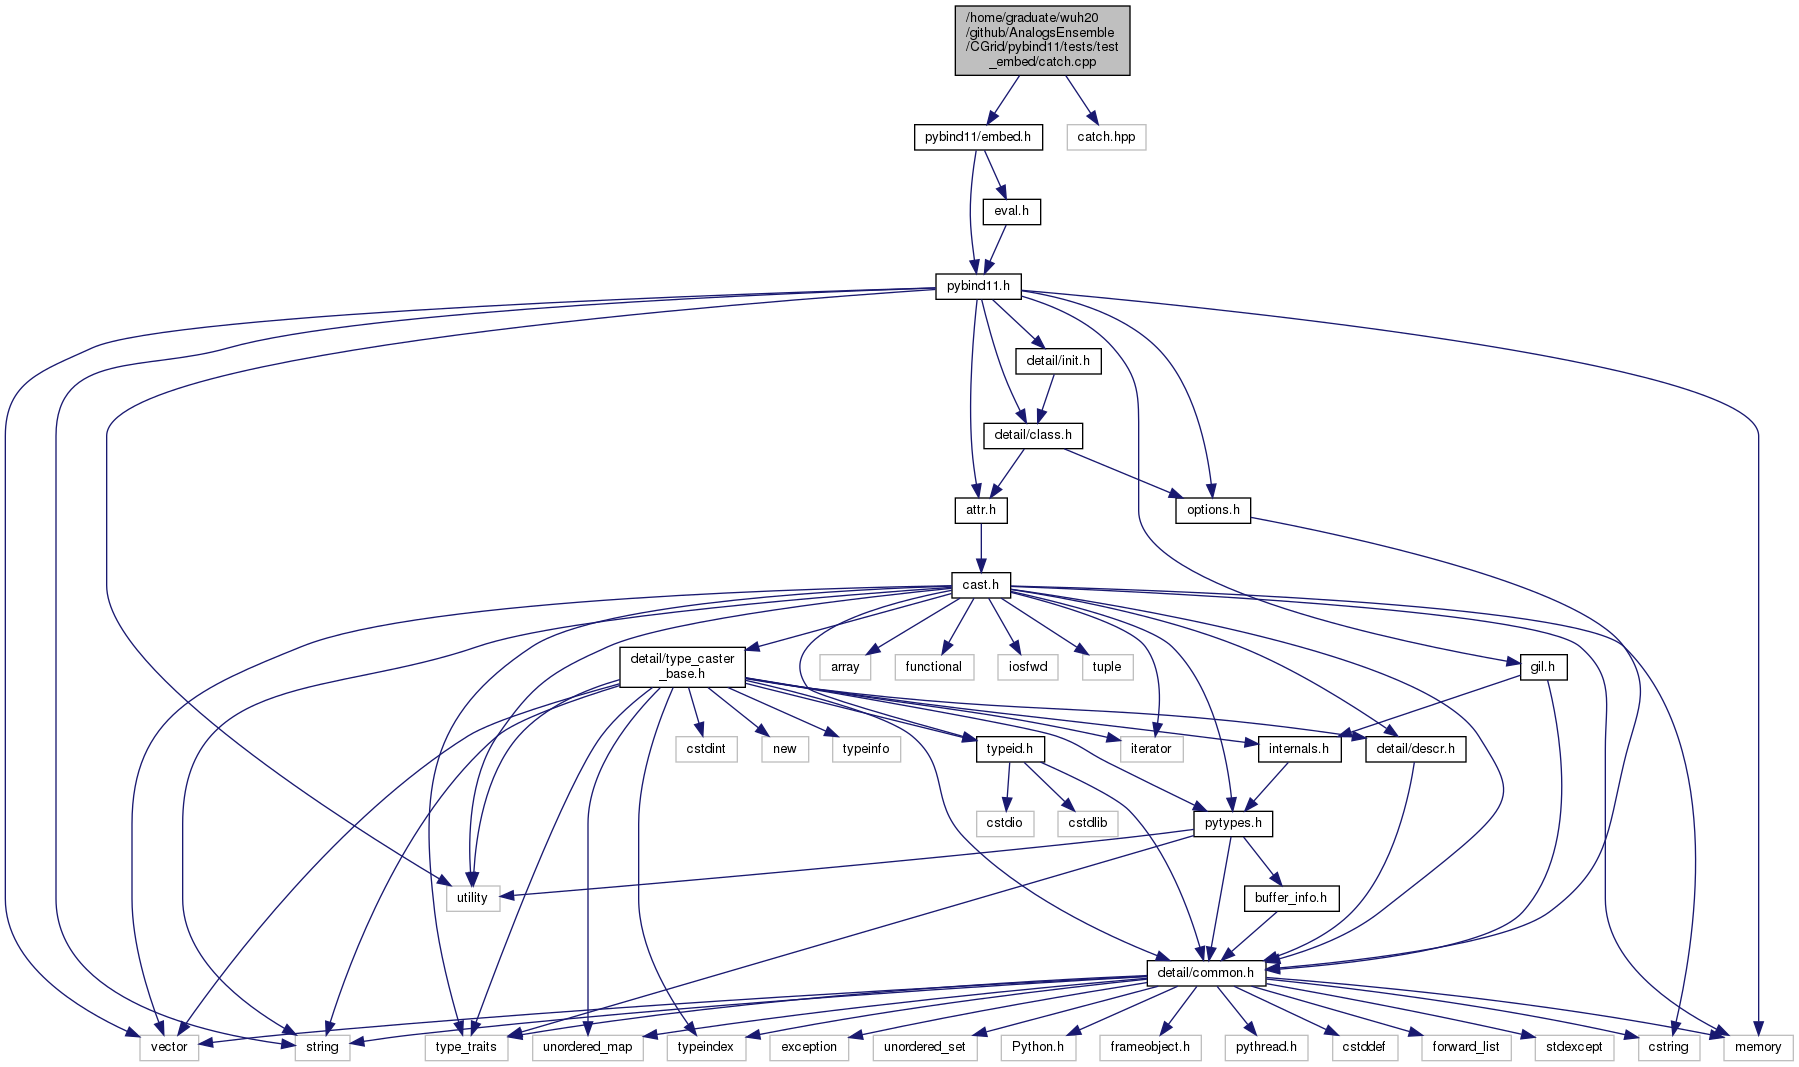 /home/graduate/wuh20
/github/AnalogsEnsemble
/CGrid/pybind11/tests/test
_embed/catch.cpp
pybind11/embed.h
catch.hpp
eval.h
pybind11.h
detail/init.h
detail/class.h
attr.h
options.h
cast.h
detail/type_caster
_base.h
array
functional
iosfwd
tuple
gil.h
cstdint
new
typeinfo
typeid.h
iterator
internals.h
detail/descr.h
cstdio
cstdlib
pytypes.h
utility
buffer_info.h
detail/common.h
vector
string
type_traits
unordered_map
typeindex
exception
unordered_set
Python.h
frameobject.h
pythread.h
cstddef
forward_list
stdexcept
cstring
memory